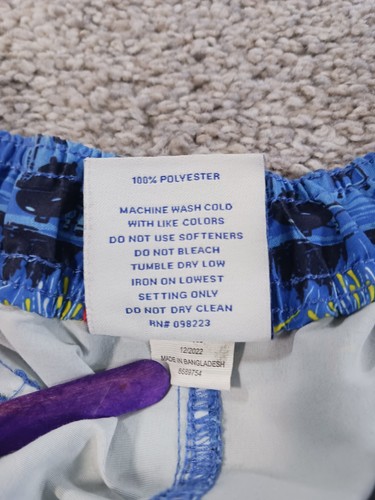 100% POLYESTER
MACHINE WASH COLD
WITH LIKE COLORS
DO NOT USE SOFTENERS
DO NOT BLEACH
TUMBLE DRY LOW
IRON ON LOWEST
SETTING ONLY
DO NOT DRY CLEAN
RN# 098223
12/2022
MADE IN BANGLADESH